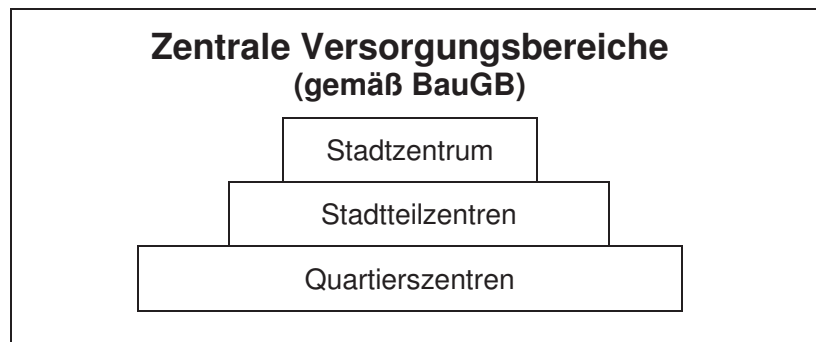 Zentrale Versorgungsbereiche
(gemäß BauGB)
Stadtzentrum
Stadtteilzentren
Quartierszentren